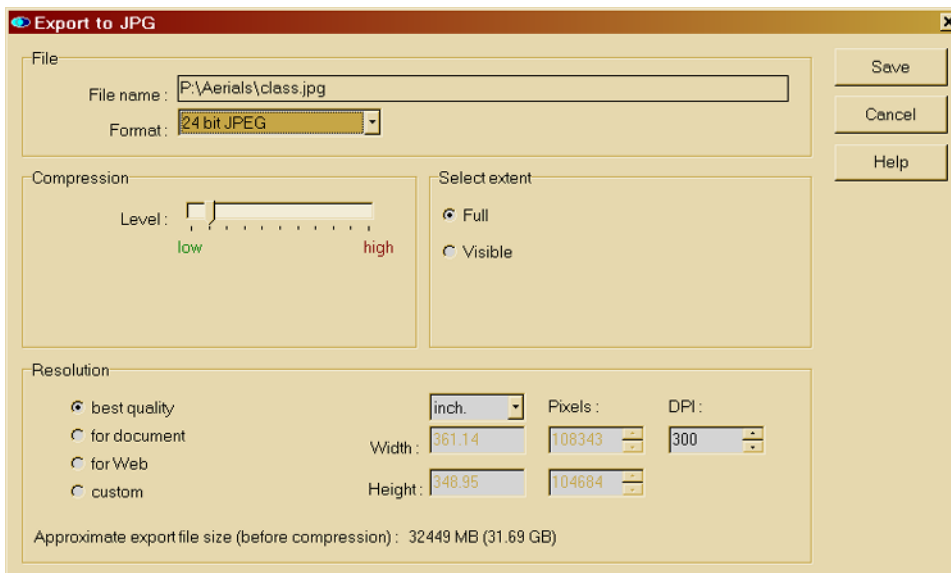 Export to JPG
File
File name : P:\Aerials\class.jpg
Format : 24 bit JPEG
Save
Cancel
Help
Compression
Level :
low high
Select extent
Full
Visible
Resolution
best quality
for document
for Web
custom
inch. Pixels : DPI :
Width : 361.14 108343 300
Height : 348.95 104684
Approximate export file size (before compression) : 32449 MB (31.69 GB)